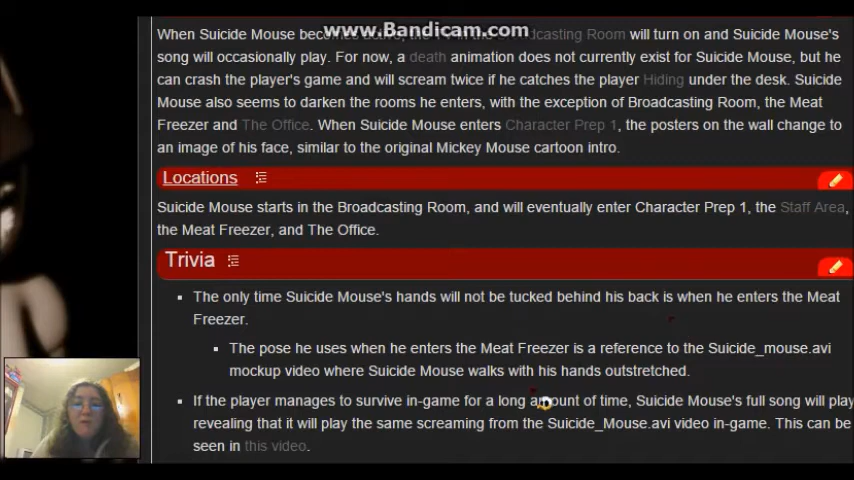 www.Bandicam.com
When Suicide Mouse becomes active, the TV in the Broadcasting Room will turn on and Suicide Mouse's
song will occasionally play. For now, a death animation does not currently exist for Suicide Mouse, but he
can crash the player's game and will scream twice if he catches the player Hiding under the desk. Suicide
Mouse also seems to darken the rooms he enters, with the exception of Broadcasting Room, the Meat
Freezer and The Office. When Suicide Mouse enters Character Prep 1, the posters on the wall change to
an image of his face, similar to the original Mickey Mouse cartoon intro.
Locations
Suicide Mouse starts in the Broadcasting Room, and will eventually enter Character Prep 1, the Staff Area,
the Meat Freezer, and The Office.
Trivia
The only time Suicide Mouse's hands will not be tucked behind his back is when he enters the Meat
Freezer.
The pose he uses when he enters the Meat Freezer is a reference to the Suicide_mouse.avi
mockup video where Suicide Mouse walks with his hands outstretched.
If the player manages to survive in-game for a long amount of time, Suicide Mouse's full song will play
revealing that it will play the same screaming from the Suicide_Mouse.avi video in-game. This can be
seen in this video.